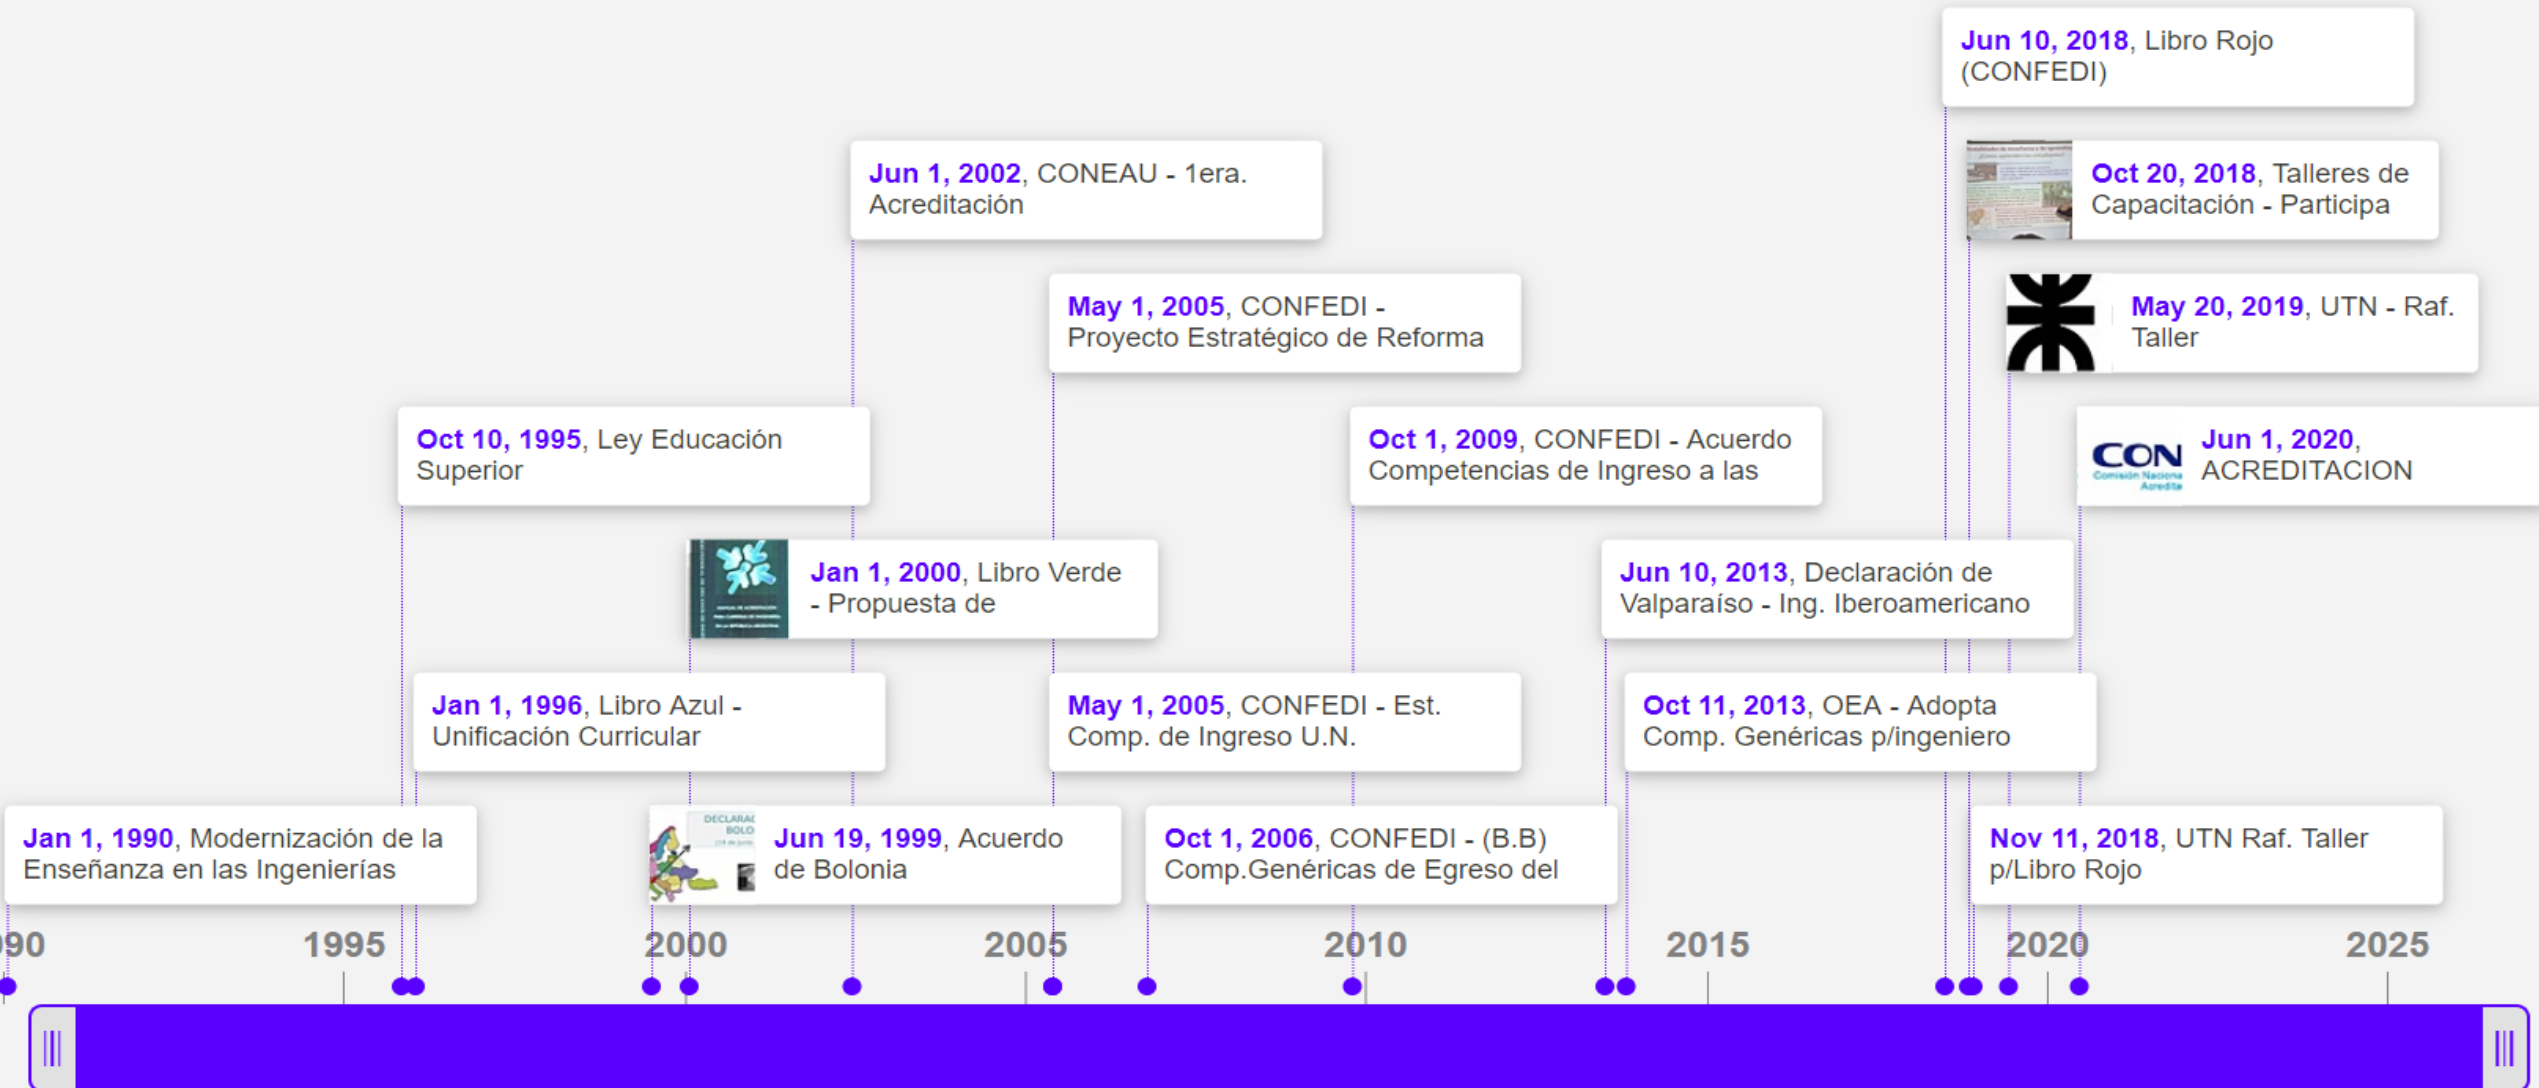 Jun 10, 2018, Libro Rojo
(CONFEDI)
Jun 1, 2002, CONEAU - 1era.
Acreditación
Oct 20, 2018, Talleres de
Capacitación - Participa
May 1, 2005, CONFEDI -
Proyecto Estratégico de Reforma
May 20, 2019, UTN - Raf.
Taller
Oct 10, 1995, Ley Educación
Superior
Oct 1, 2009, CONFEDI - Acuerdo
Competencias de Ingreso a las
CON
Comisión Naciona
Acredita
Jun 1, 2020,
ACREDITACION
Jan 1, 2000, Libro Verde
- Propuesta de
Jun 10, 2013, Declaración de
Valparaíso - Ing. Iberoamericano
Jan 1, 1996, Libro Azul -
Unificación Curricular
May 1, 2005, CONFEDI - Est.
Comp. de Ingreso U.N.
Oct 11, 2013, OEA - Adopta
Comp. Genéricas p/ingeniero
Jan 1, 1990, Modernización de la
Enseñanza en las Ingenierías
DECLARAC
BOLO
Jun 19, 1999, Acuerdo
de Bolonia
Oct 1, 2006, CONFEDI - (B.B)
Comp.Genéricas de Egreso del
Nov 11, 2018, UTN Raf. Taller
p/Libro Rojo
90 1995 2000 2005 2010 2015 2020 2025